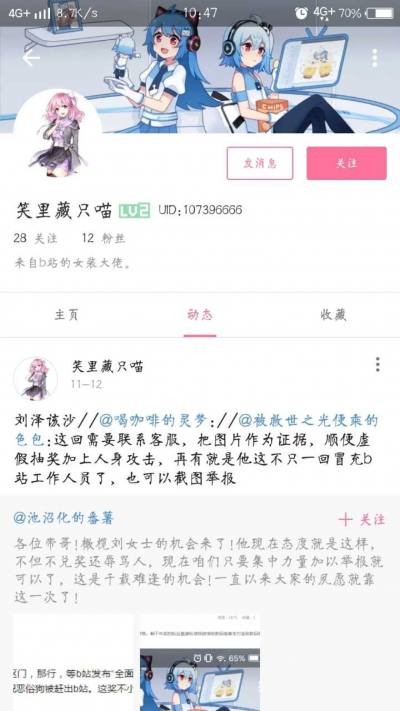 4G+ 8.7K/s 10:47 4G+ 70%
CHIPS
发消息 关注
笑里藏只喵 LV2 UID:107396666
28 关注 12 粉丝
来自b站的女装大佬。
主页 动态 收藏
笑里藏只喵
11-12
刘泽该沙//@喝咖啡的灵梦://@被救世之光使乘的
色包:这回需要联系客服,把图片作为证据,顺便虚
假抽奖加上人身攻击,再有就是他这不只一回冒充b
站工作人员了,也可以截图举报
@池沼化的番薯 + 关注
各位带哥!橄榄刘女士的机会来了!他现在态度就是这样,
不但不兑奖还辱骂人,现在咱们只要集中力量加以举报就
可以了,这是千载难逢的机会!一直以来大家的夙愿就靠
这一次了!
65%
这门,那行,等b站发布“全面
恶俗狗被赶出b站。这奖不小